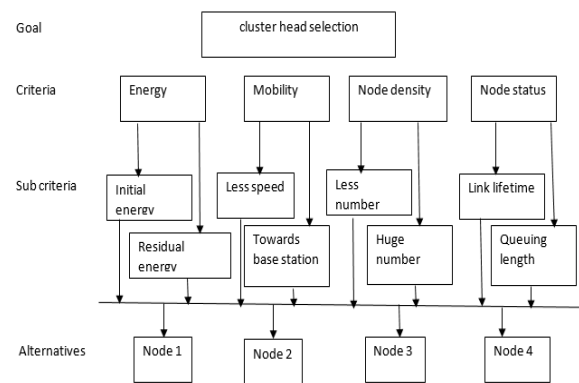 Goal
cluster head selection
Criteria
Energy
Mobility
Node density
Node status
Sub criteria
Initial
energy
Less speed
Less
number
Link lifetime
Residual
energy
Towards
base station
Huge
number
Queuing
length
Alternatives
Node 1
Node 2
Node 3
Node 4